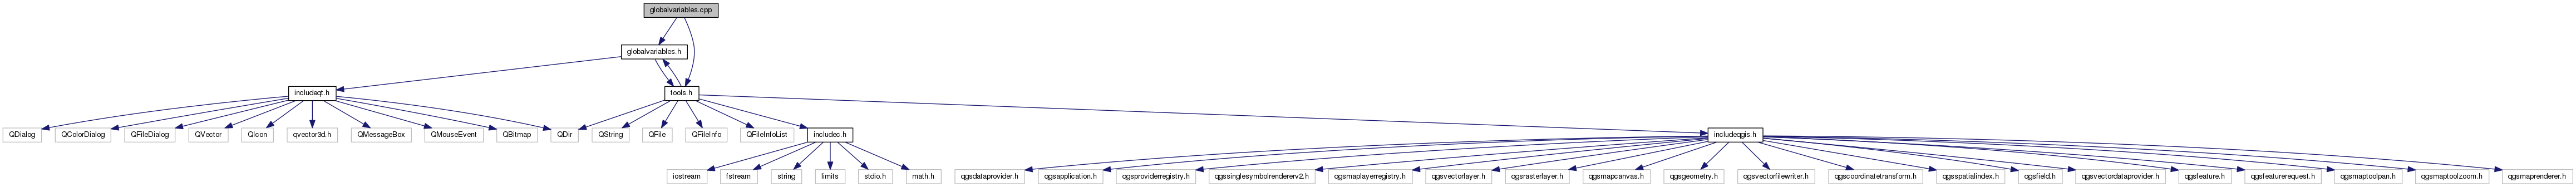 globalvariables.cpp
globalvariables.h
includeqt.h
tools.h
QDialog
QColorDialog
QFileDialog
QVector
QIcon
qvector3d.h
QMessageBox
QMouseEvent
QBitmap
QDir
QString
QFile
QFileInfo
QFileInfoList
includec.h
includeqgis.h
iostream
fstream
string
limits
stdio.h
math.h
qgsdataprovider.h
qgsapplication.h
qgsproviderregistry.h
qgssinglesymbolrendererv2.h
qgsmaplayerregistry.h
qgsvectorlayer.h
qgsrasterlayer.h
qgsmapcanvas.h
qgsgeometry.h
qgsvectorfilewriter.h
qgscoordinatetransform.h
qgsspatialindex.h
qgsfield.h
qgsvectordataprovider.h
qgsfeature.h
qgsfeaturerequest.h
qgsmaptoolpan.h
qgsmaptoolzoom.h
qgsmaprenderer.h